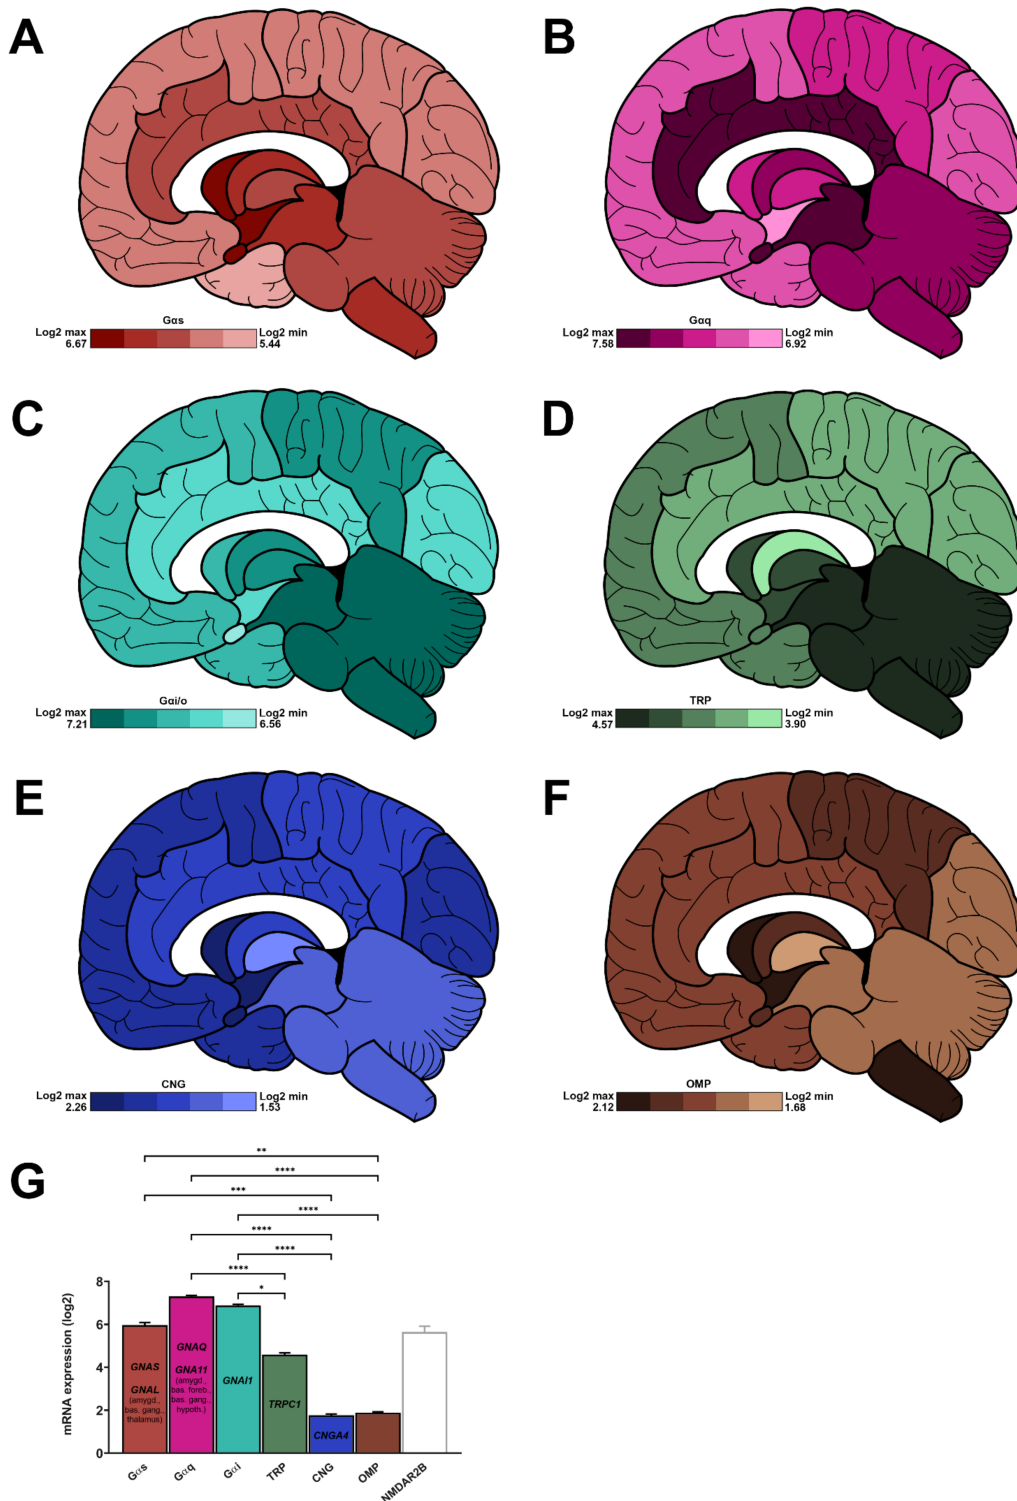 A
B
Gαs
Log2 max
6.67
Log2 min
5.44
Gαq
Log2 max
7.58
Log2 min
6.92
C
D
Gαi/o
Log2 max
7.21
Log2 min
6.56
TRP
Log2 max
4.57
Log2 min
3.90
E
F
CNG
Log2 max
2.26
Log2 min
1.53
OMP
Log2 max
2.12
Log2 min
1.68
G
**
****
***
****
****
****
****
*
mRNA expression (log2)
8
6
4
2
0
GNAS
GNAL
(amygd.,
bas. gang.,
thalamus)
GNAQ
GNA11
(amygd.,
bas. foreb.,
bas. gang.,
hypoth.)
GNAI1
TRPC1
CNGA4
Gαs
Gαq
Gαi
TRP
CNG
OMP
NMDAR2B